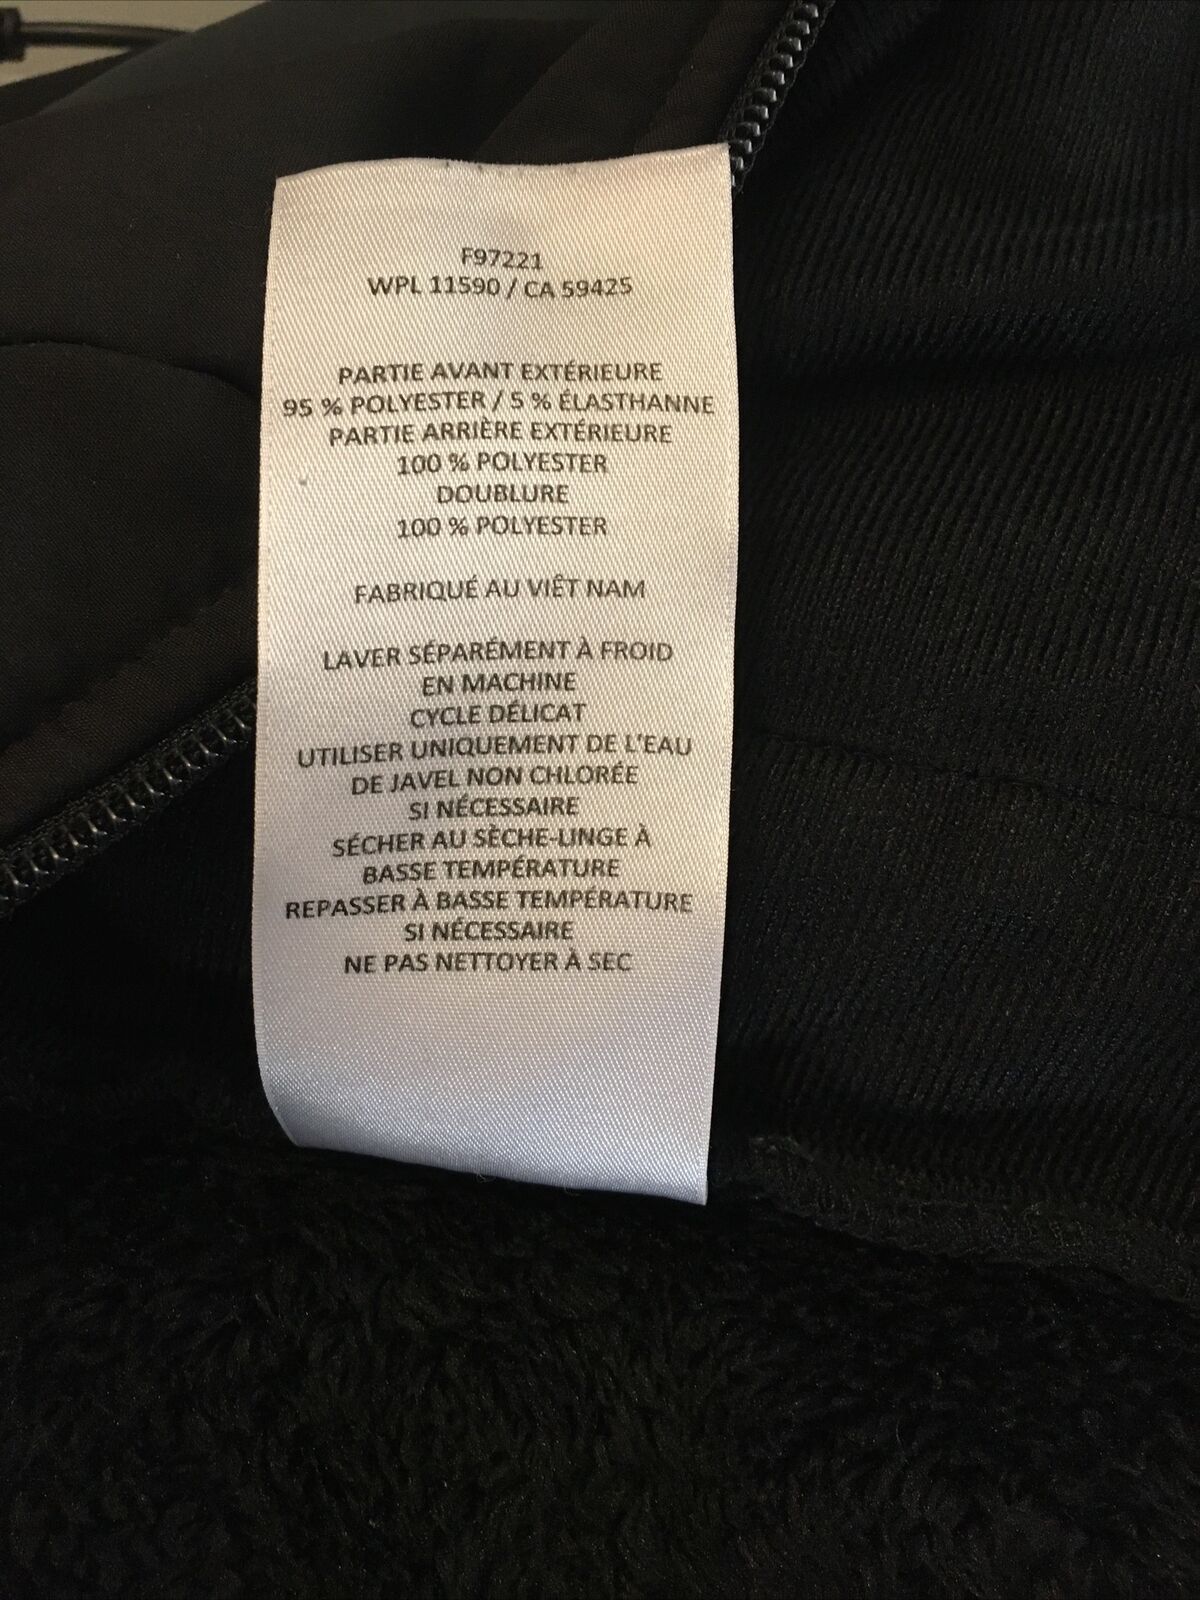 F97221
WPL 11590 / CA 59425
PARTIE AVANT EXTÉRIEURE
95 % POLYESTER / 5 % ÉLASTHANNE
PARTIE ARRIÈRE EXTÉRIEURE
100 % POLYESTER
DOUBLURE
100 % POLYESTER
FABRIQUÉ AU VIÊT NAM
LAVER SÉPARÉMENT À FROID
EN MACHINE
CYCLE DÉLICAT
UTILISER UNIQUEMENT DE L'EAU
DE JAVEL NON CHLORÉE
SI NÉCESSAIRE
SÉCHER AU SÈCHE-LINGE À
BASSE TEMPÉRATURE
REPASSER À BASSE TEMPÉRATURE
SI NÉCESSAIRE
NE PAS NETTOYER À SEC